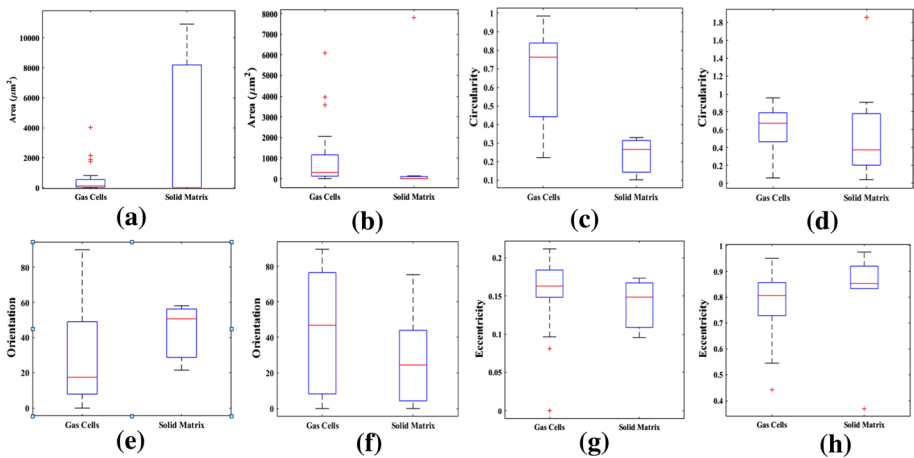 10000
8000
6000
4000
2000
0
Area (μm²)
Gas Cells Solid Matrix
(a)
8000
7000
6000
5000
4000
3000
2000
1000
0
Area (μm²)
Gas Cells Solid Matrix
(b)
1
0.9
0.8
0.7
0.6
0.5
0.4
0.3
0.2
0.1
Circularity
Gas Cells Solid Matrix
(c)
1.8
1.6
1.4
1.2
1
0.8
0.6
0.4
0.2
0
Circularity
Gas Cells Solid Matrix
(d)
80
60
40
20
0
Orientation
Gas Cells Solid Matrix
(e)
80
60
40
20
0
Orientation
Gas Cells Solid Matrix
(f)
0.2
0.15
0.1
0.05
0
Eccentricity
Gas Cells Solid Matrix
(g)
1
0.9
0.8
0.7
0.6
0.5
0.4
Eccentricity
Gas Cells Solid Matrix
(h)